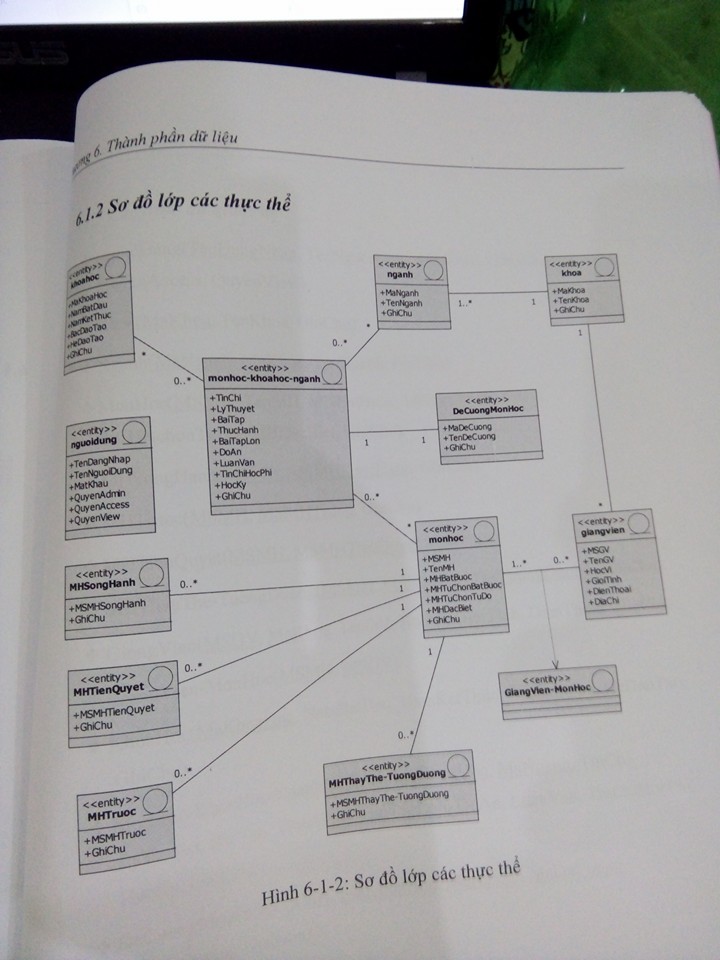 ASUS
6. Thành phần dữ liệu
6.1.2 Sơ đồ lớp các thực thể
<<entity>>
khoahoc
+MaKhoaHoc
+NamBatDau
+NamKetThuc
+BacDaoTao
+HeDaoTao
+GhiChu
*
0..*
<<entity>>
nganh
+MaNganh
+TenNganh
+GhiChu
*
0..*
1..*
1
<<entity>>
khoa
+MaKhoa
+TenKhoa
+GhiChu
1
*
<<entity>>
monhoc-khoahoc-nganh
+TinChi
+LyThuyet
+BaiTap
+ThucHanh
+BaiTapLon
+DoAn
+LuanVan
+TinChiHocPhi
+HocKy
+GhiChu
1
1
0..*
*
<<entity>>
DeCuongMonHoc
+MaDeCuong
+TenDeCuong
+GhiChu
<<entity>>
nguoidung
+TenDangNhap
+TenNguoiDung
+MatKhau
+QuyenAdmin
+QuyenAccess
+QuyenView
<<entity>>
monhoc
+MSMH
+TenMH
+MHBatBuoc
+MHTuChonBatBuoc
+MHTuChonTuDo
+MHDacBiet
+GhiChu
1..*
0..*
<<entity>>
giangvien
+MSGV
+TenGV
+HocVi
+GioiTinh
+DienThoai
+DiaChi
<<entity>>
MHSongHanh
+MSMHSongHanh
+GhiChu
0..*
1
1
1
1
<<entity>>
MHTienQuyet
+MSMHTienQuyet
+GhiChu
0..*
<<entity>>
GiangVien-MonHoc
<<entity>>
MHTruoc
+MSMHTruoc
+GhiChu
0..*
0..*
<<entity>>
MHThayThe-TuongDuong
+MSMHThayThe-TuongDuong
+GhiChu
Hình 6-1-2: Sơ đồ lớp các thực thể